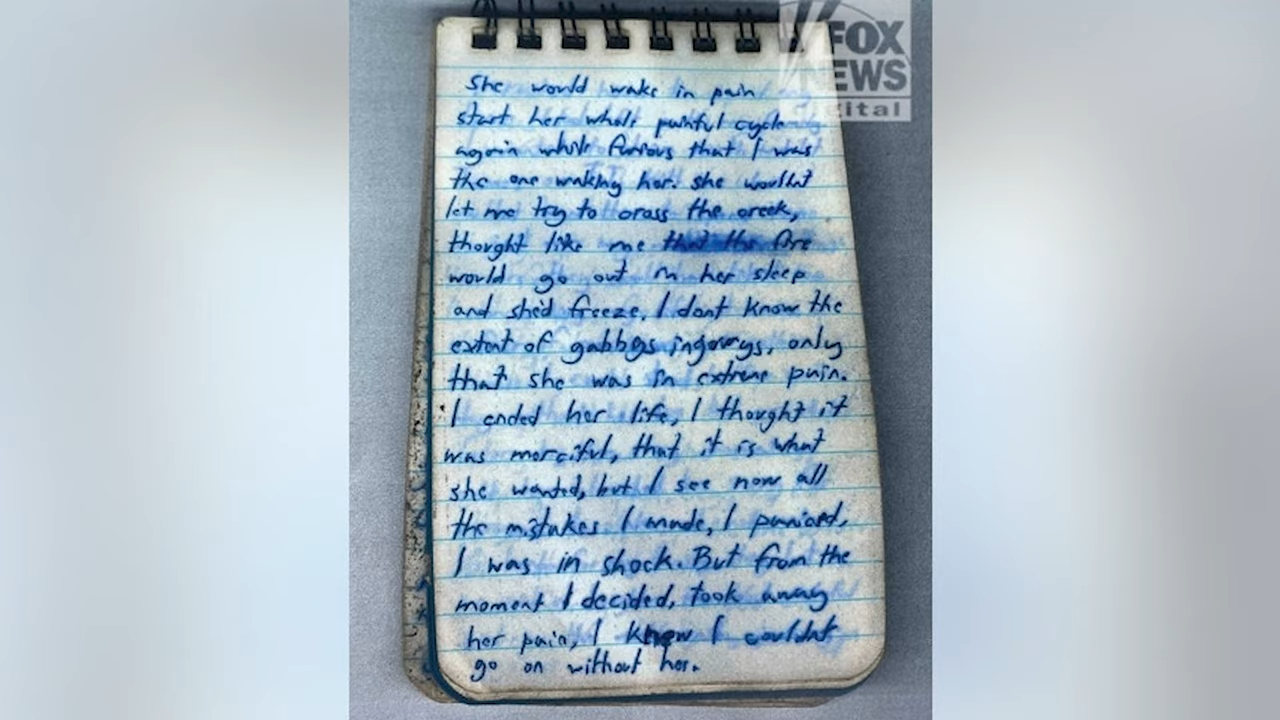 FOX
NEWS
digital
She would wake in pain
start her whole painful cycle
again while furious that I was
the one waking her. she wouldnt
let me try to cross the creek,
thought like me that the fire
would go out in her sleep
and she'd freeze. I dont know the
extent of gabbys ingourys, only
that she was in extreme pain.
I ended her life, I thought it
was merciful, that it is what
she wanted, but I see now all
the mistakes I made, I paniced,
I was in shock. But from the
moment I decided, took away
her pain, I knew I couldnt
go on without her.